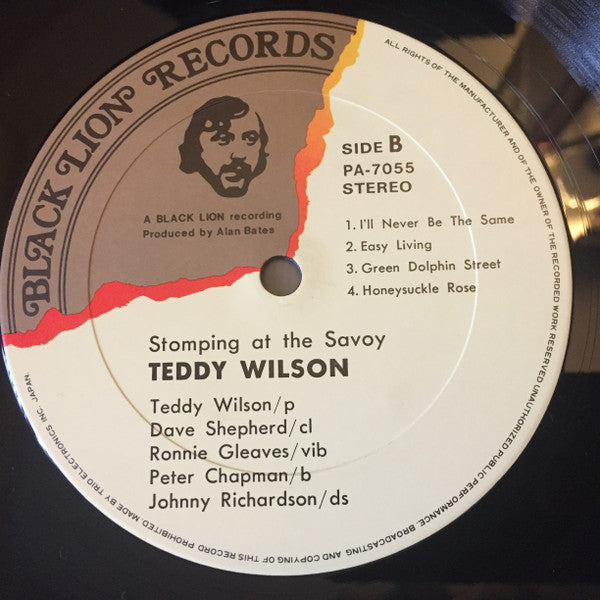 BLACK LION RECORDS
A BLACK LION recording
Produced by Alan Bates
SIDE B
PA-7055
STEREO
1. I'll Never Be The Same
2. Easy Living
3. Green Dolphin Street
4. Honeysuckle Rose
Stomping at the Savoy
TEDDY WILSON
Teddy Wilson/p
Dave Shepherd/cl
Ronnie Gleaves/vib
Peter Chapman/b
Johnny Richardson/ds
ALL RIGHTS OF THE MANUFACTURER AND OF THE OWNER OF THE RECORDED WORK RESERVED UNAUTHORIZED PUBLIC PERFORMANCE, BROADCASTING AND COPYING OF THIS RECORD PROHIBITED. MADE BY TRIO ELECTRONICS INC. JAPAN.